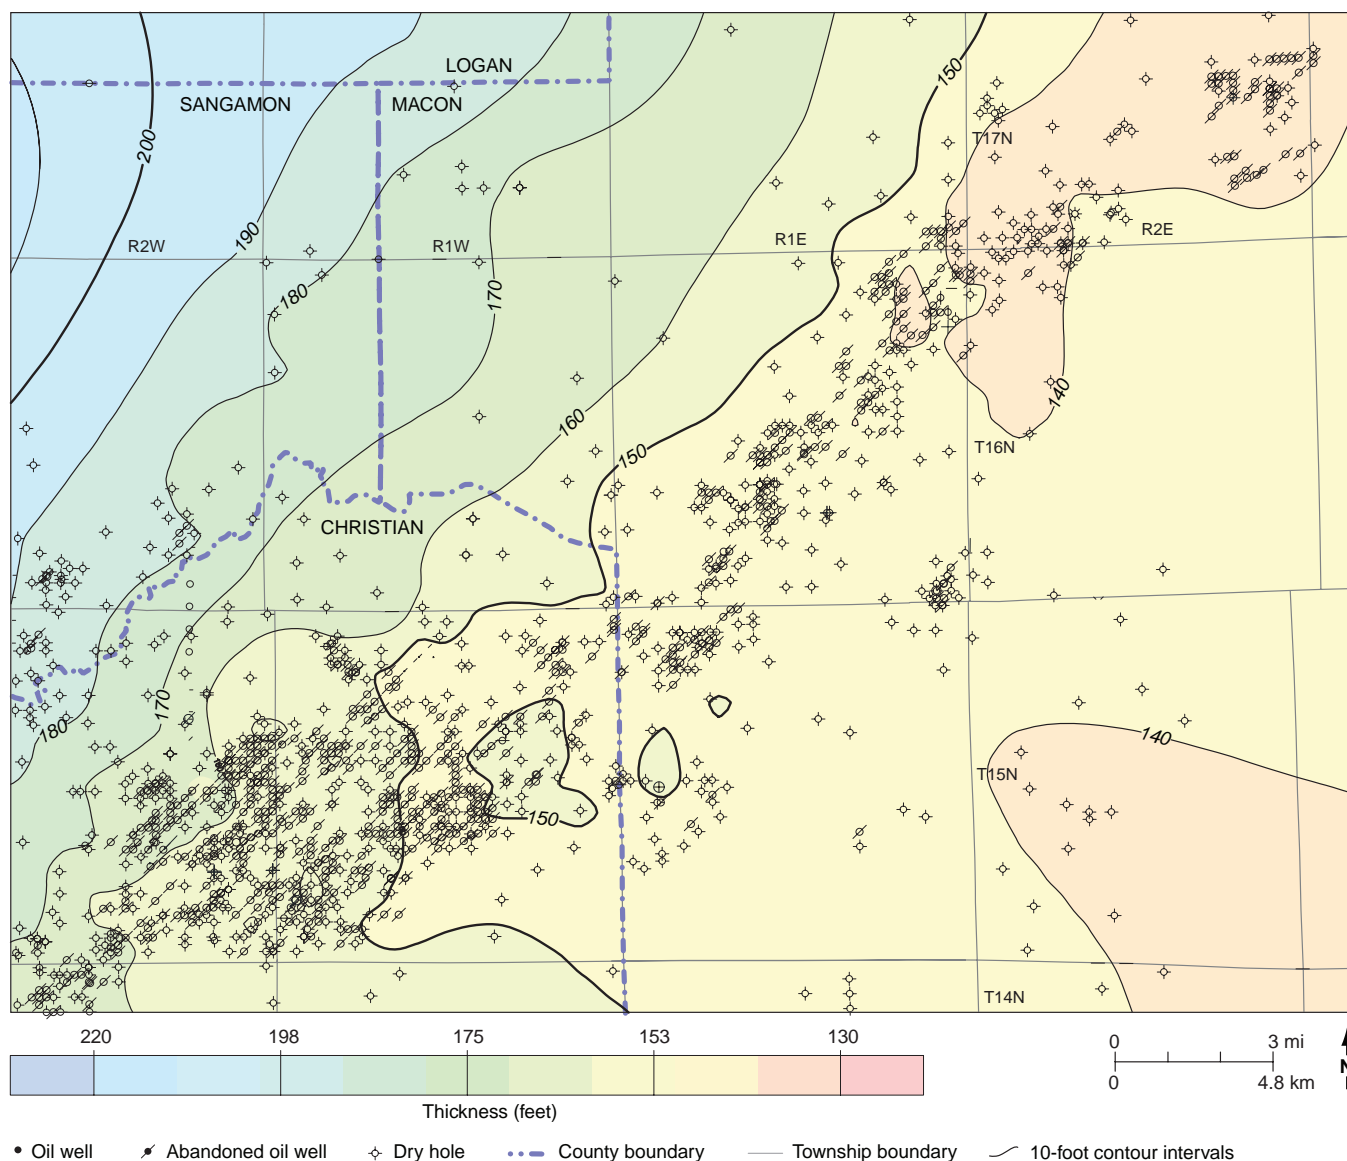 LOGAN
SANGAMON MACON
150
200
T17N
190
R2W R1W R1E R2E
180
170
140
160
150
T16N
CHRISTIAN
170
180
140
T15N
150
T14N
220 198 175 153 130
Thickness (feet)
0 3 mi
0 4.8 km
N
Oil well Abandoned oil well Dry hole County boundary Township boundary 10-foot contour intervals